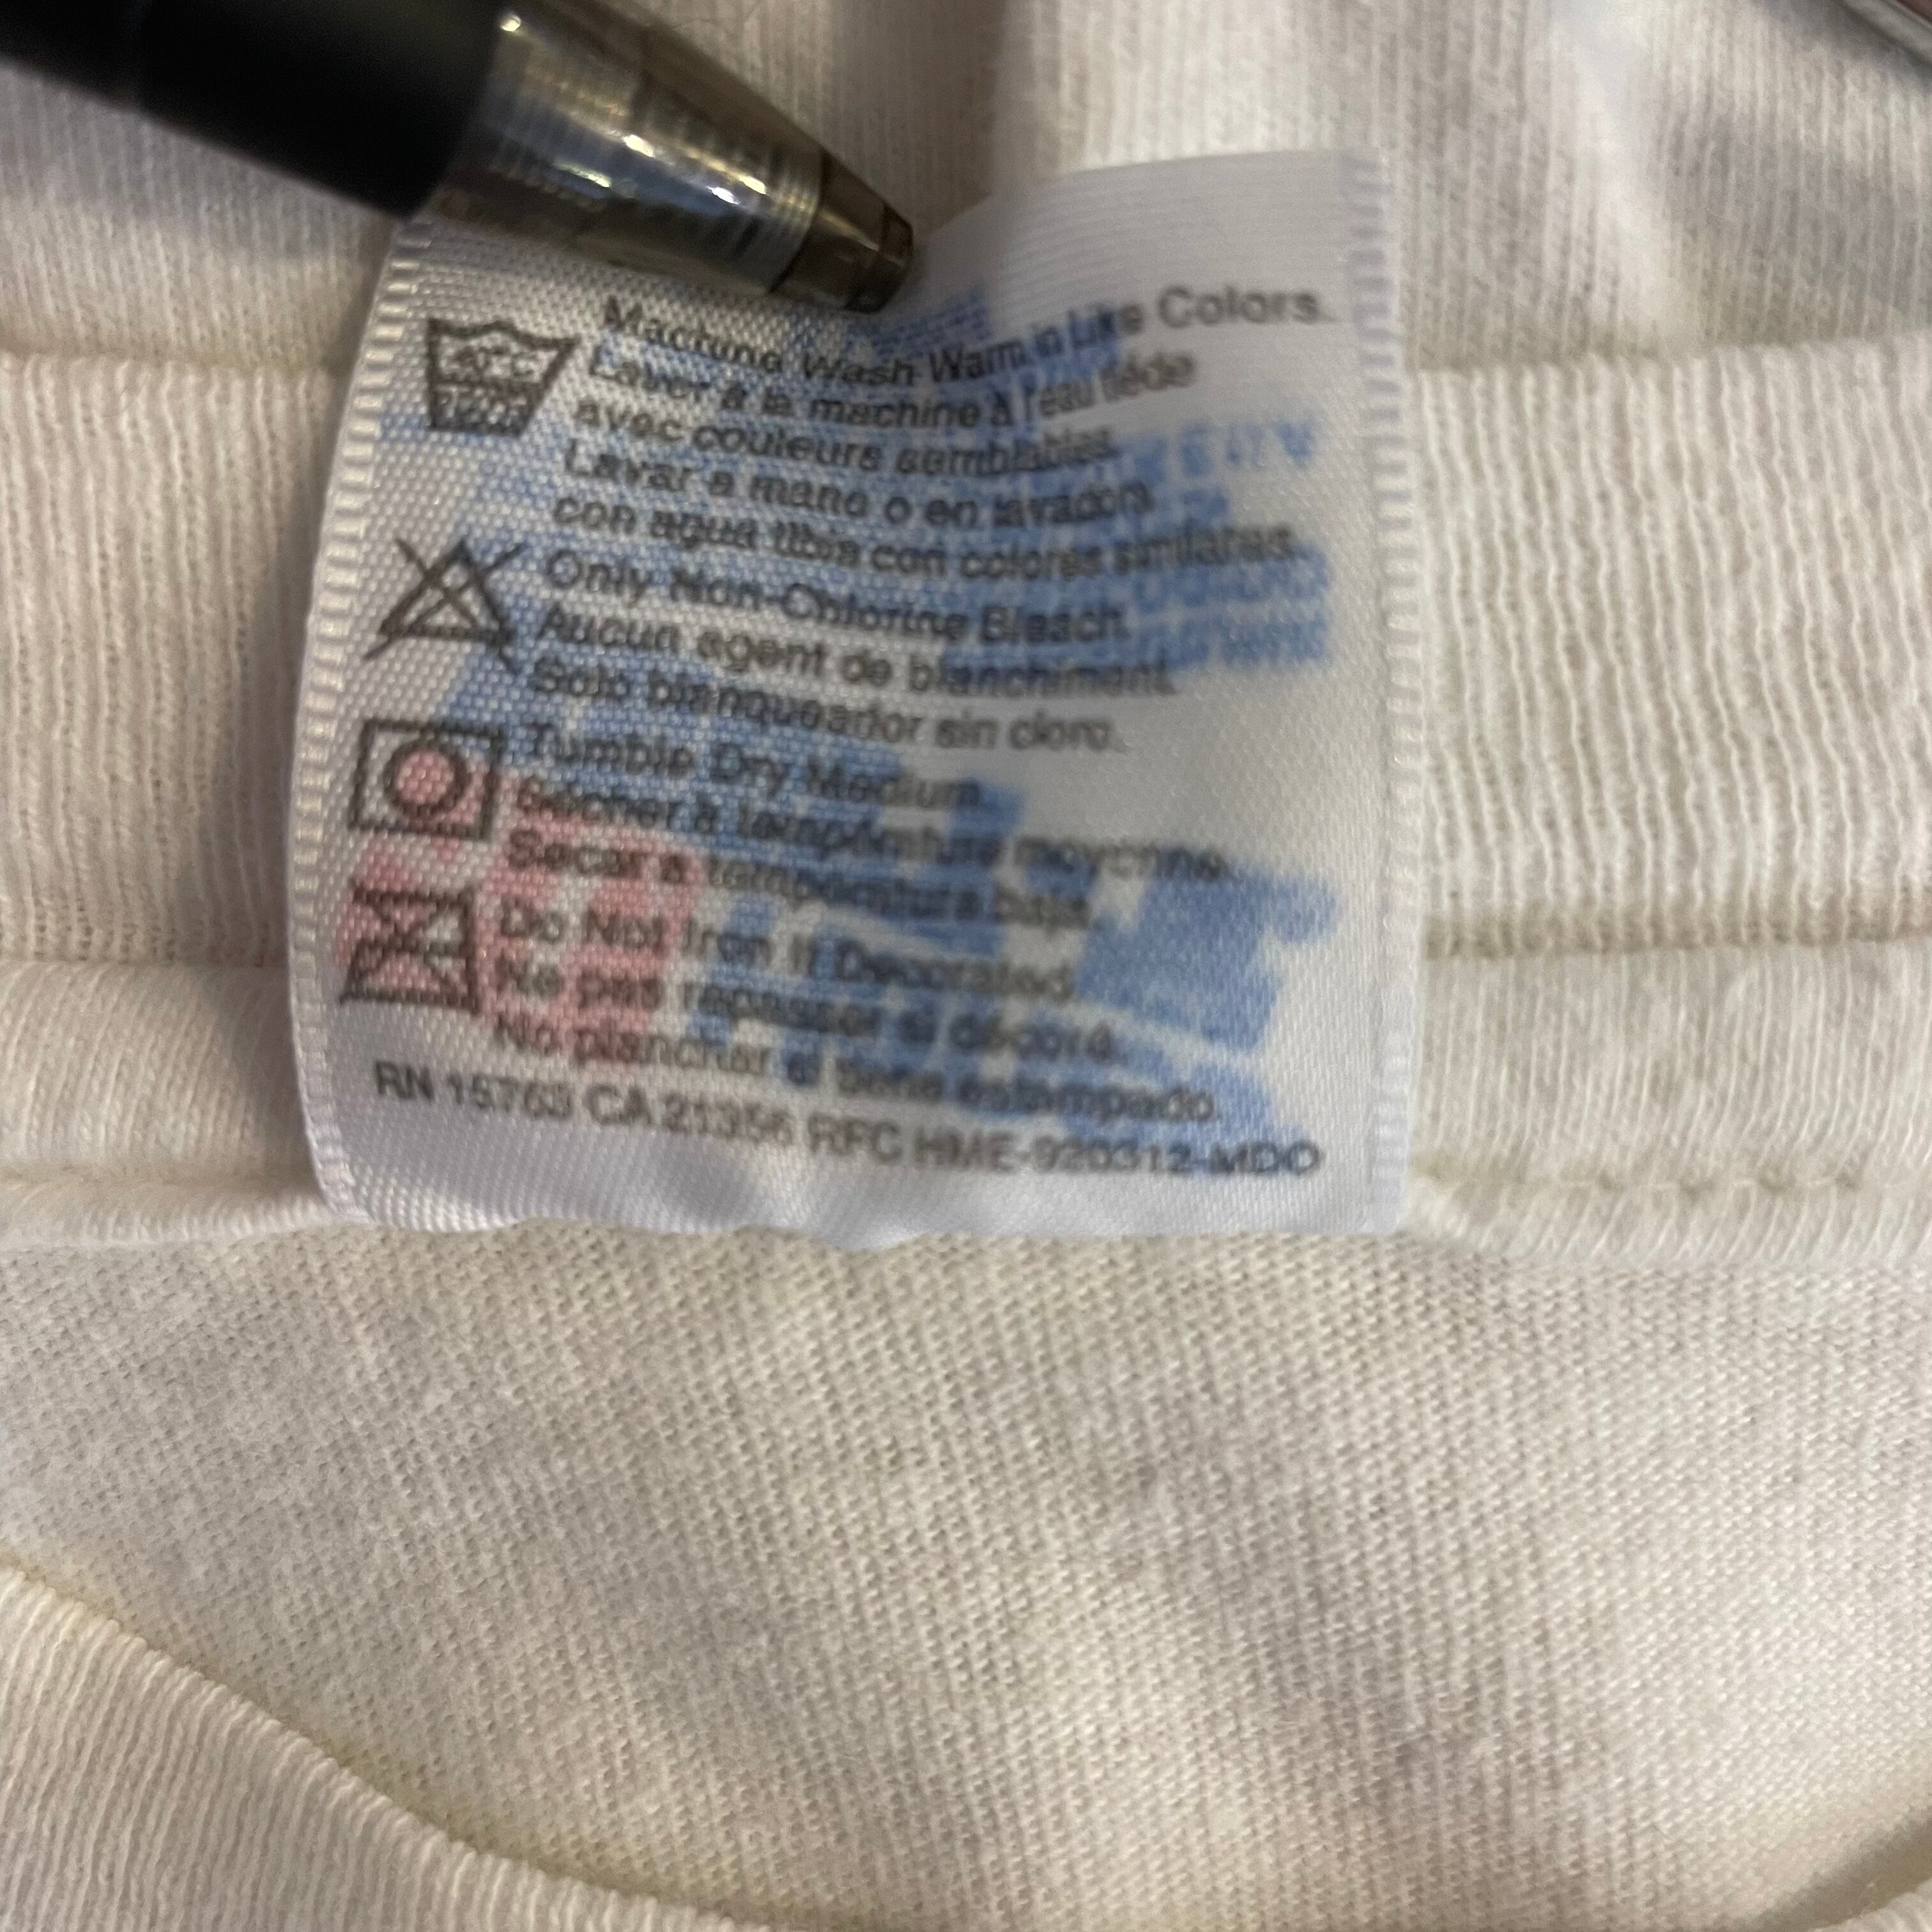 Machine Wash Warm in Like Colors.
Laver à la machine à l'eau tiéde
avec couleurs semblables.
Lavar a mano o en lavadora
con agua tibia con colores similares.
Only Non-Chlorine Bleach.
Aucun agent de blanchiment.
Solo blanqueador sin cloro.
Tumble Dry Medium.
Sécher à température moyenne.
Secar a temperatura baja.
Do Not Iron if Decorated.
Ne pas repasser si décoré.
No planchar si tiene estampado.
RN 15763 CA 21356 RFC HME-920312-MDO